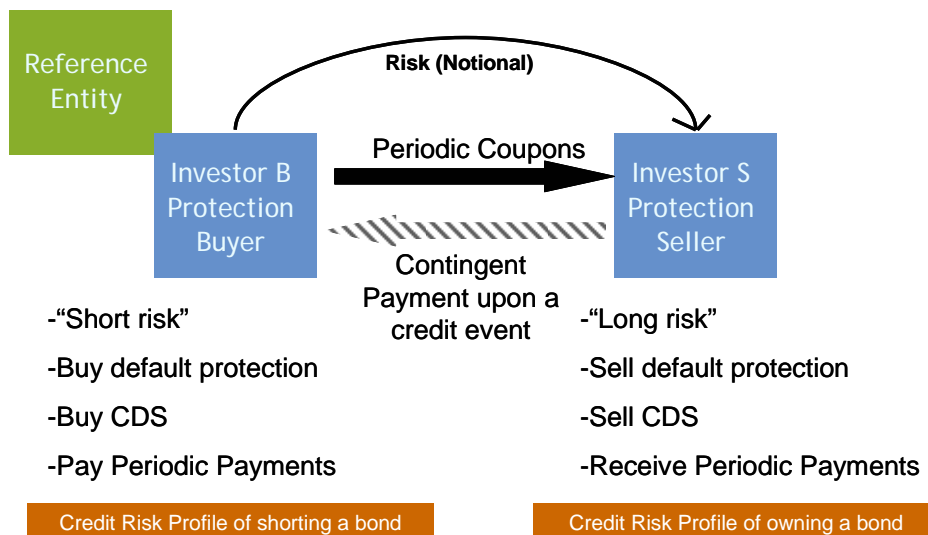 Reference
Entity
Risk (Notional)
Investor B
Protection
Buyer
Periodic Coupons
Contingent
Payment upon a
credit event
Investor S
Protection
Seller
-“Short risk”
-Buy default protection
-Buy CDS
-Pay Periodic Payments
Credit Risk Profile of shorting a bond
-“Long risk”
-Sell default protection
-Sell CDS
-Receive Periodic Payments
Credit Risk Profile of owning a bond